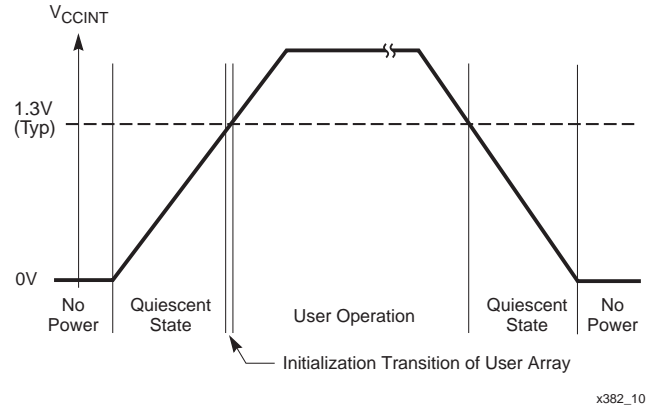 VCCINT
1.3V
(Typ)
0V
No
Power
Quiescent
State
User Operation
Quiescent
State
No
Power
Initialization Transition of User Array
x382_10